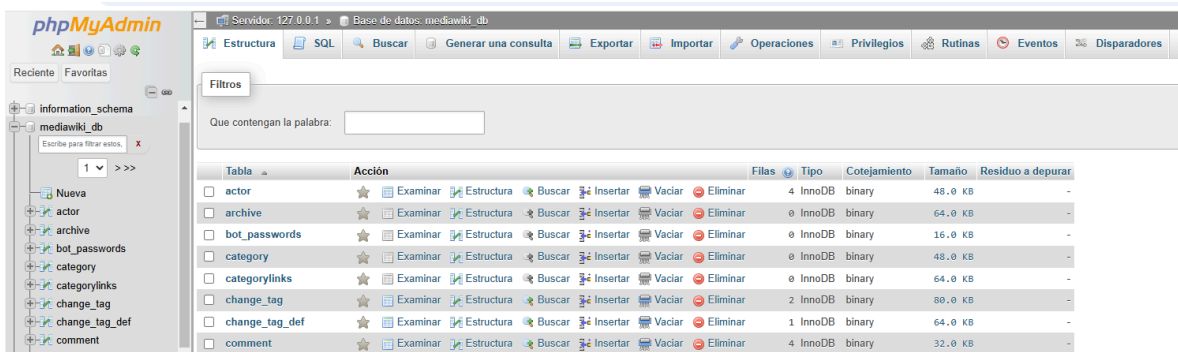 phpMyAdmin
Reciente Favoritas
information_schema
mediawiki_db
Escribe para filtrar estos, X
1 >>>
Nueva
actor
archive
bot_passwords
category
categorylinks
change_tag
change_tag_def
comment
Servidor: 127.0.0.1 » Base de datos: mediawiki_db
Estructura SQL Buscar Generar una consulta Exportar Importar Operaciones Privilegios Rutinas Eventos Disparadores
Filtros
Que contengan la palabra:
Tabla Acción Filas Tipo Cotejamiento Tamaño Residuo a depurar
actor Examinar Estructura Buscar Insertar Vaciar Eliminar 4 InnoDB binary 48.0 KB -
archive Examinar Estructura Buscar Insertar Vaciar Eliminar 0 InnoDB binary 64.0 KB -
bot_passwords Examinar Estructura Buscar Insertar Vaciar Eliminar 0 InnoDB binary 16.0 KB -
category Examinar Estructura Buscar Insertar Vaciar Eliminar 0 InnoDB binary 48.0 KB -
categorylinks Examinar Estructura Buscar Insertar Vaciar Eliminar 0 InnoDB binary 64.0 KB -
change_tag Examinar Estructura Buscar Insertar Vaciar Eliminar 2 InnoDB binary 80.0 KB -
change_tag_def Examinar Estructura Buscar Insertar Vaciar Eliminar 1 InnoDB binary 64.0 KB -
comment Examinar Estructura Buscar Insertar Vaciar Eliminar 4 InnoDB binary 32.0 KB -